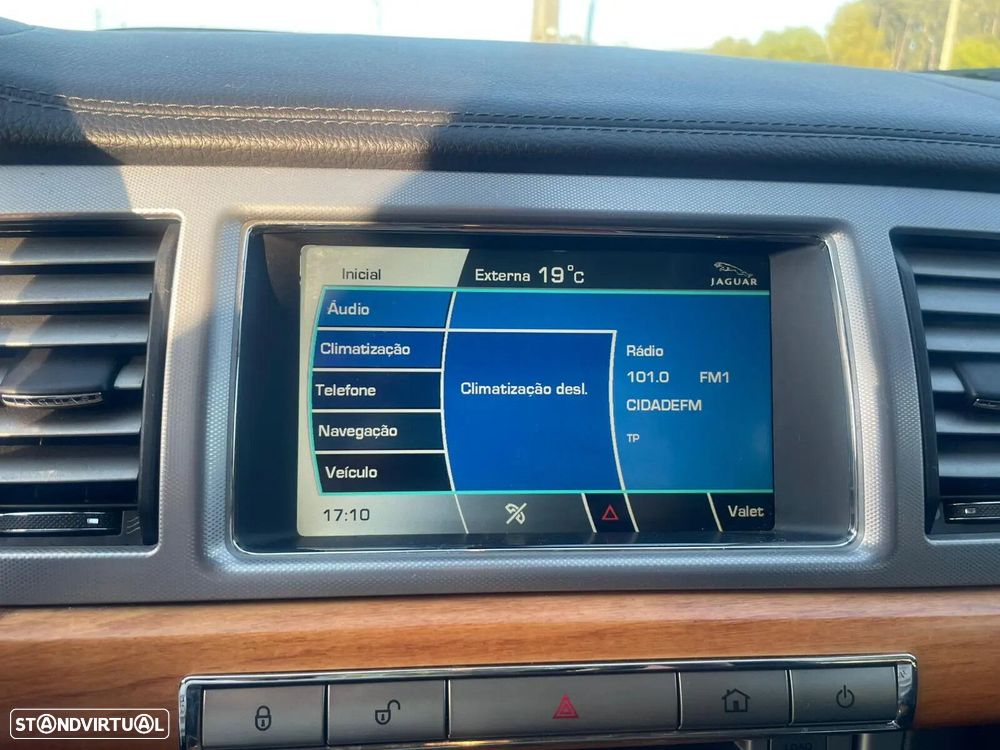 Inicial
Externa 19°C
JAGUAR
Áudio
Climatização
Telefone
Navegação
Veículo
Climatização desl.
Rádio
101.0 FM1
CIDADEFM
TP
17:10
Valet
STANDVIRTUAL